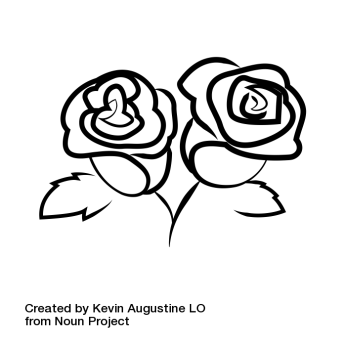 Created by Kevin Augustine LO
from Noun Project